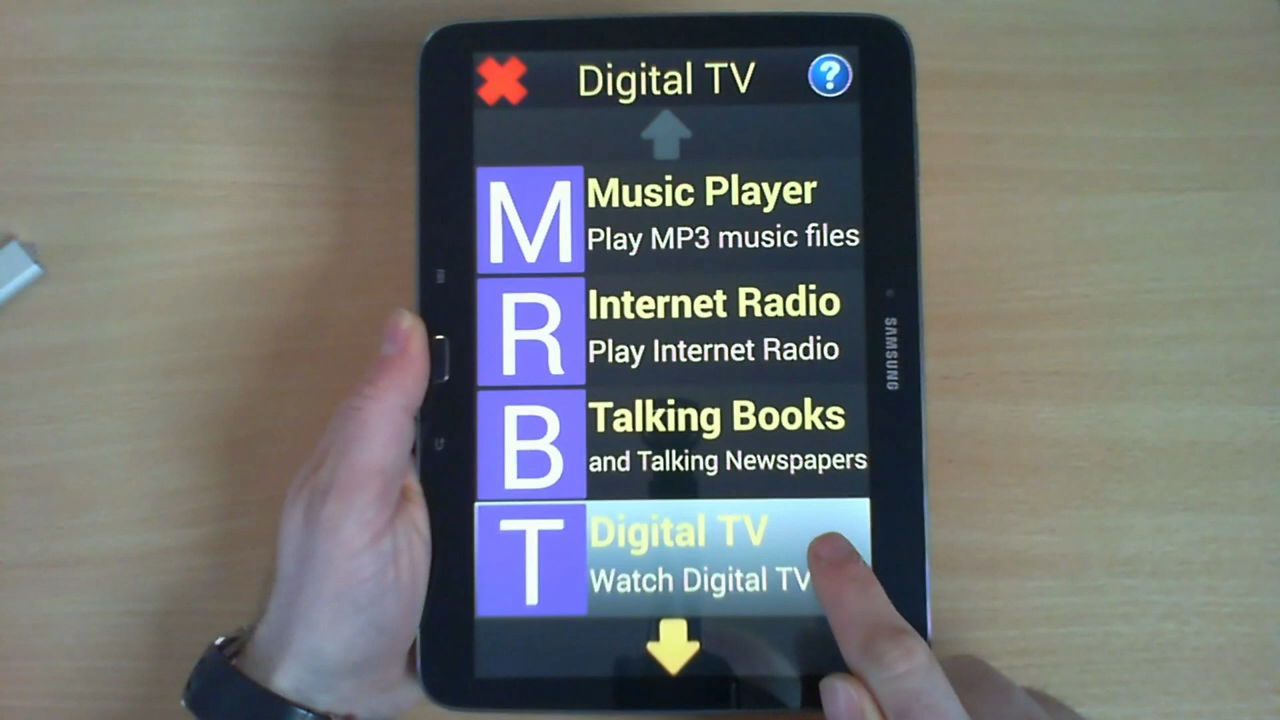 Digital TV
?
M
Music Player
Play MP3 music files
R
Internet Radio
Play Internet Radio
B
Talking Books
and Talking Newspapers
T
Digital TV
Watch Digital TV
SAMSUNG